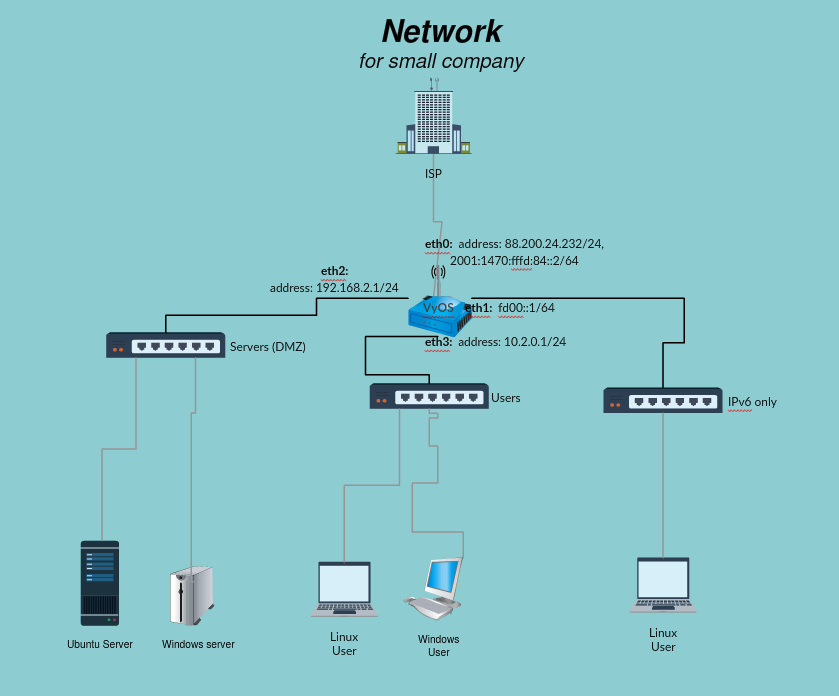 Network
for small company
ISP
eth0: address: 88.200.24.232/24,
2001:1470:fffd:84::2/64
eth2:
address: 192.168.2.1/24
VyOS
eth1: fd00::1/64
eth3: address: 10.2.0.1/24
Servers (DMZ)
Users
IPv6 only
Ubuntu Server
Windows server
Linux
User
Windows
User
Linux
User